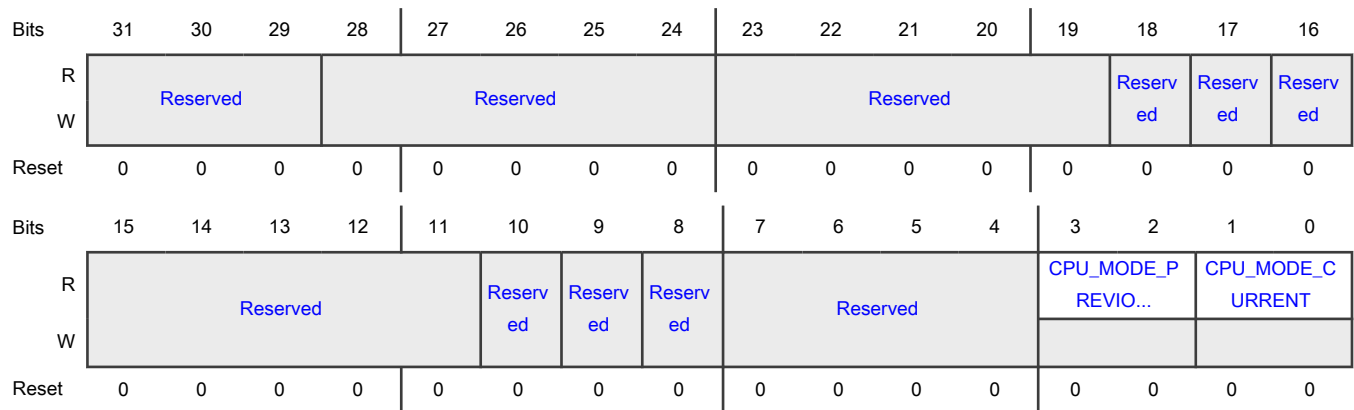 Bits 31 30 29 28 27 26 25 24 23 22 21 20 19 18 17 16
R
W
Reserved Reserved Reserved Reserv
ed Reserv
ed Reserv
ed
Reset 0 0 0 0 0 0 0 0 0 0 0 0 0 0 0 0
Bits 15 14 13 12 11 10 9 8 7 6 5 4 3 2 1 0
R
W
Reserved Reserv
ed Reserv
ed Reserv
ed Reserved CPU_MODE_P
REVIO... CPU_MODE_C
URRENT
Reset 0 0 0 0 0 0 0 0 0 0 0 0 0 0 0 0